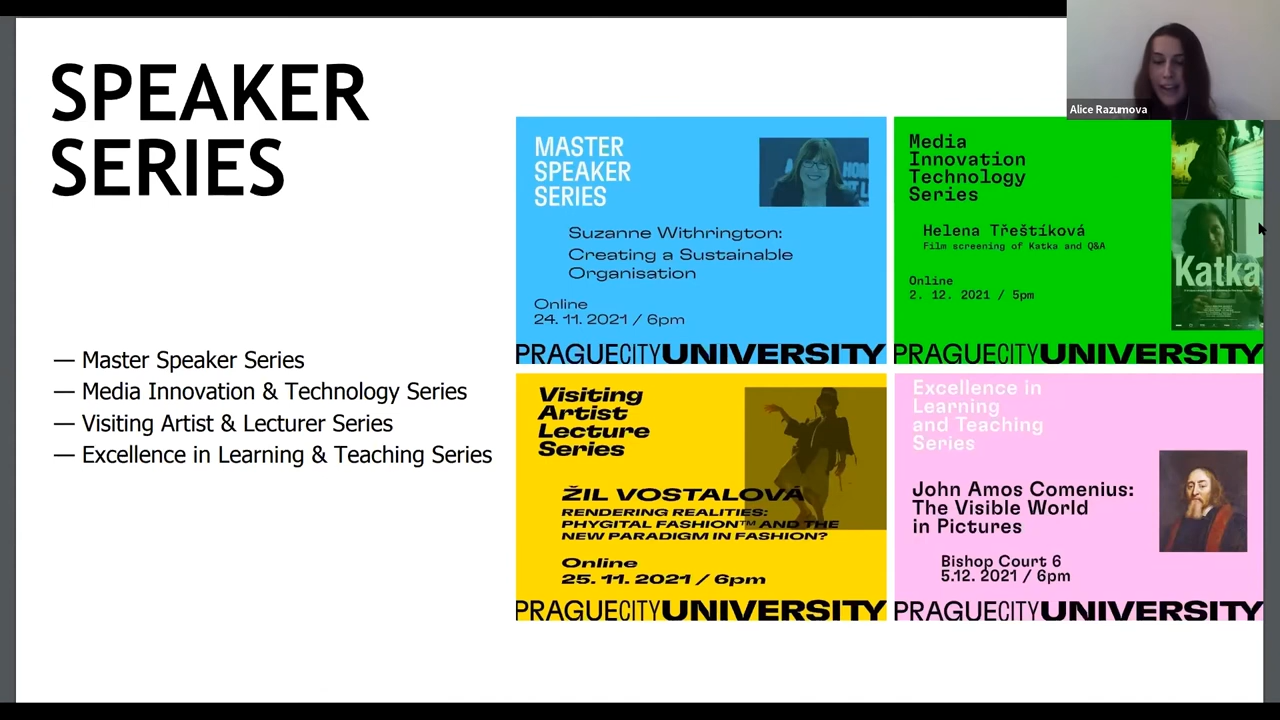 SPEAKER
SERIES
— Master Speaker Series
— Media Innovation & Technology Series
— Visiting Artist & Lecturer Series
— Excellence in Learning & Teaching Series
MASTER
SPEAKER
SERIES
Suzanne Withrington:
Creating a Sustainable
Organisation
Online
24. 11. 2021 / 6pm
PRAGUECITYUNIVERSITY
Media
Innovation
Technology
Series
Helena Třeštíková
Film screening of Katka and Q&A
Online
2. 12. 2021 / 5pm
Katka
PRAGUECITYUNIVERSITY
Visiting
Artist
Lecture
Series
ŽIL VOSTALOVÁ
RENDERING REALITIES:
PHYGITAL FASHION™ AND THE
NEW PARADIGM IN FASHION?
Online
25. 11. 2021 / 6pm
PRAGUECITYUNIVERSITY
Excellence in
Learning
and Teaching
Series
John Amos Comenius:
The Visible World
in Pictures
Bishop Court 6
5.12. 2021 / 6pm
PRAGUECITYUNIVERSITY
Alice Razumova